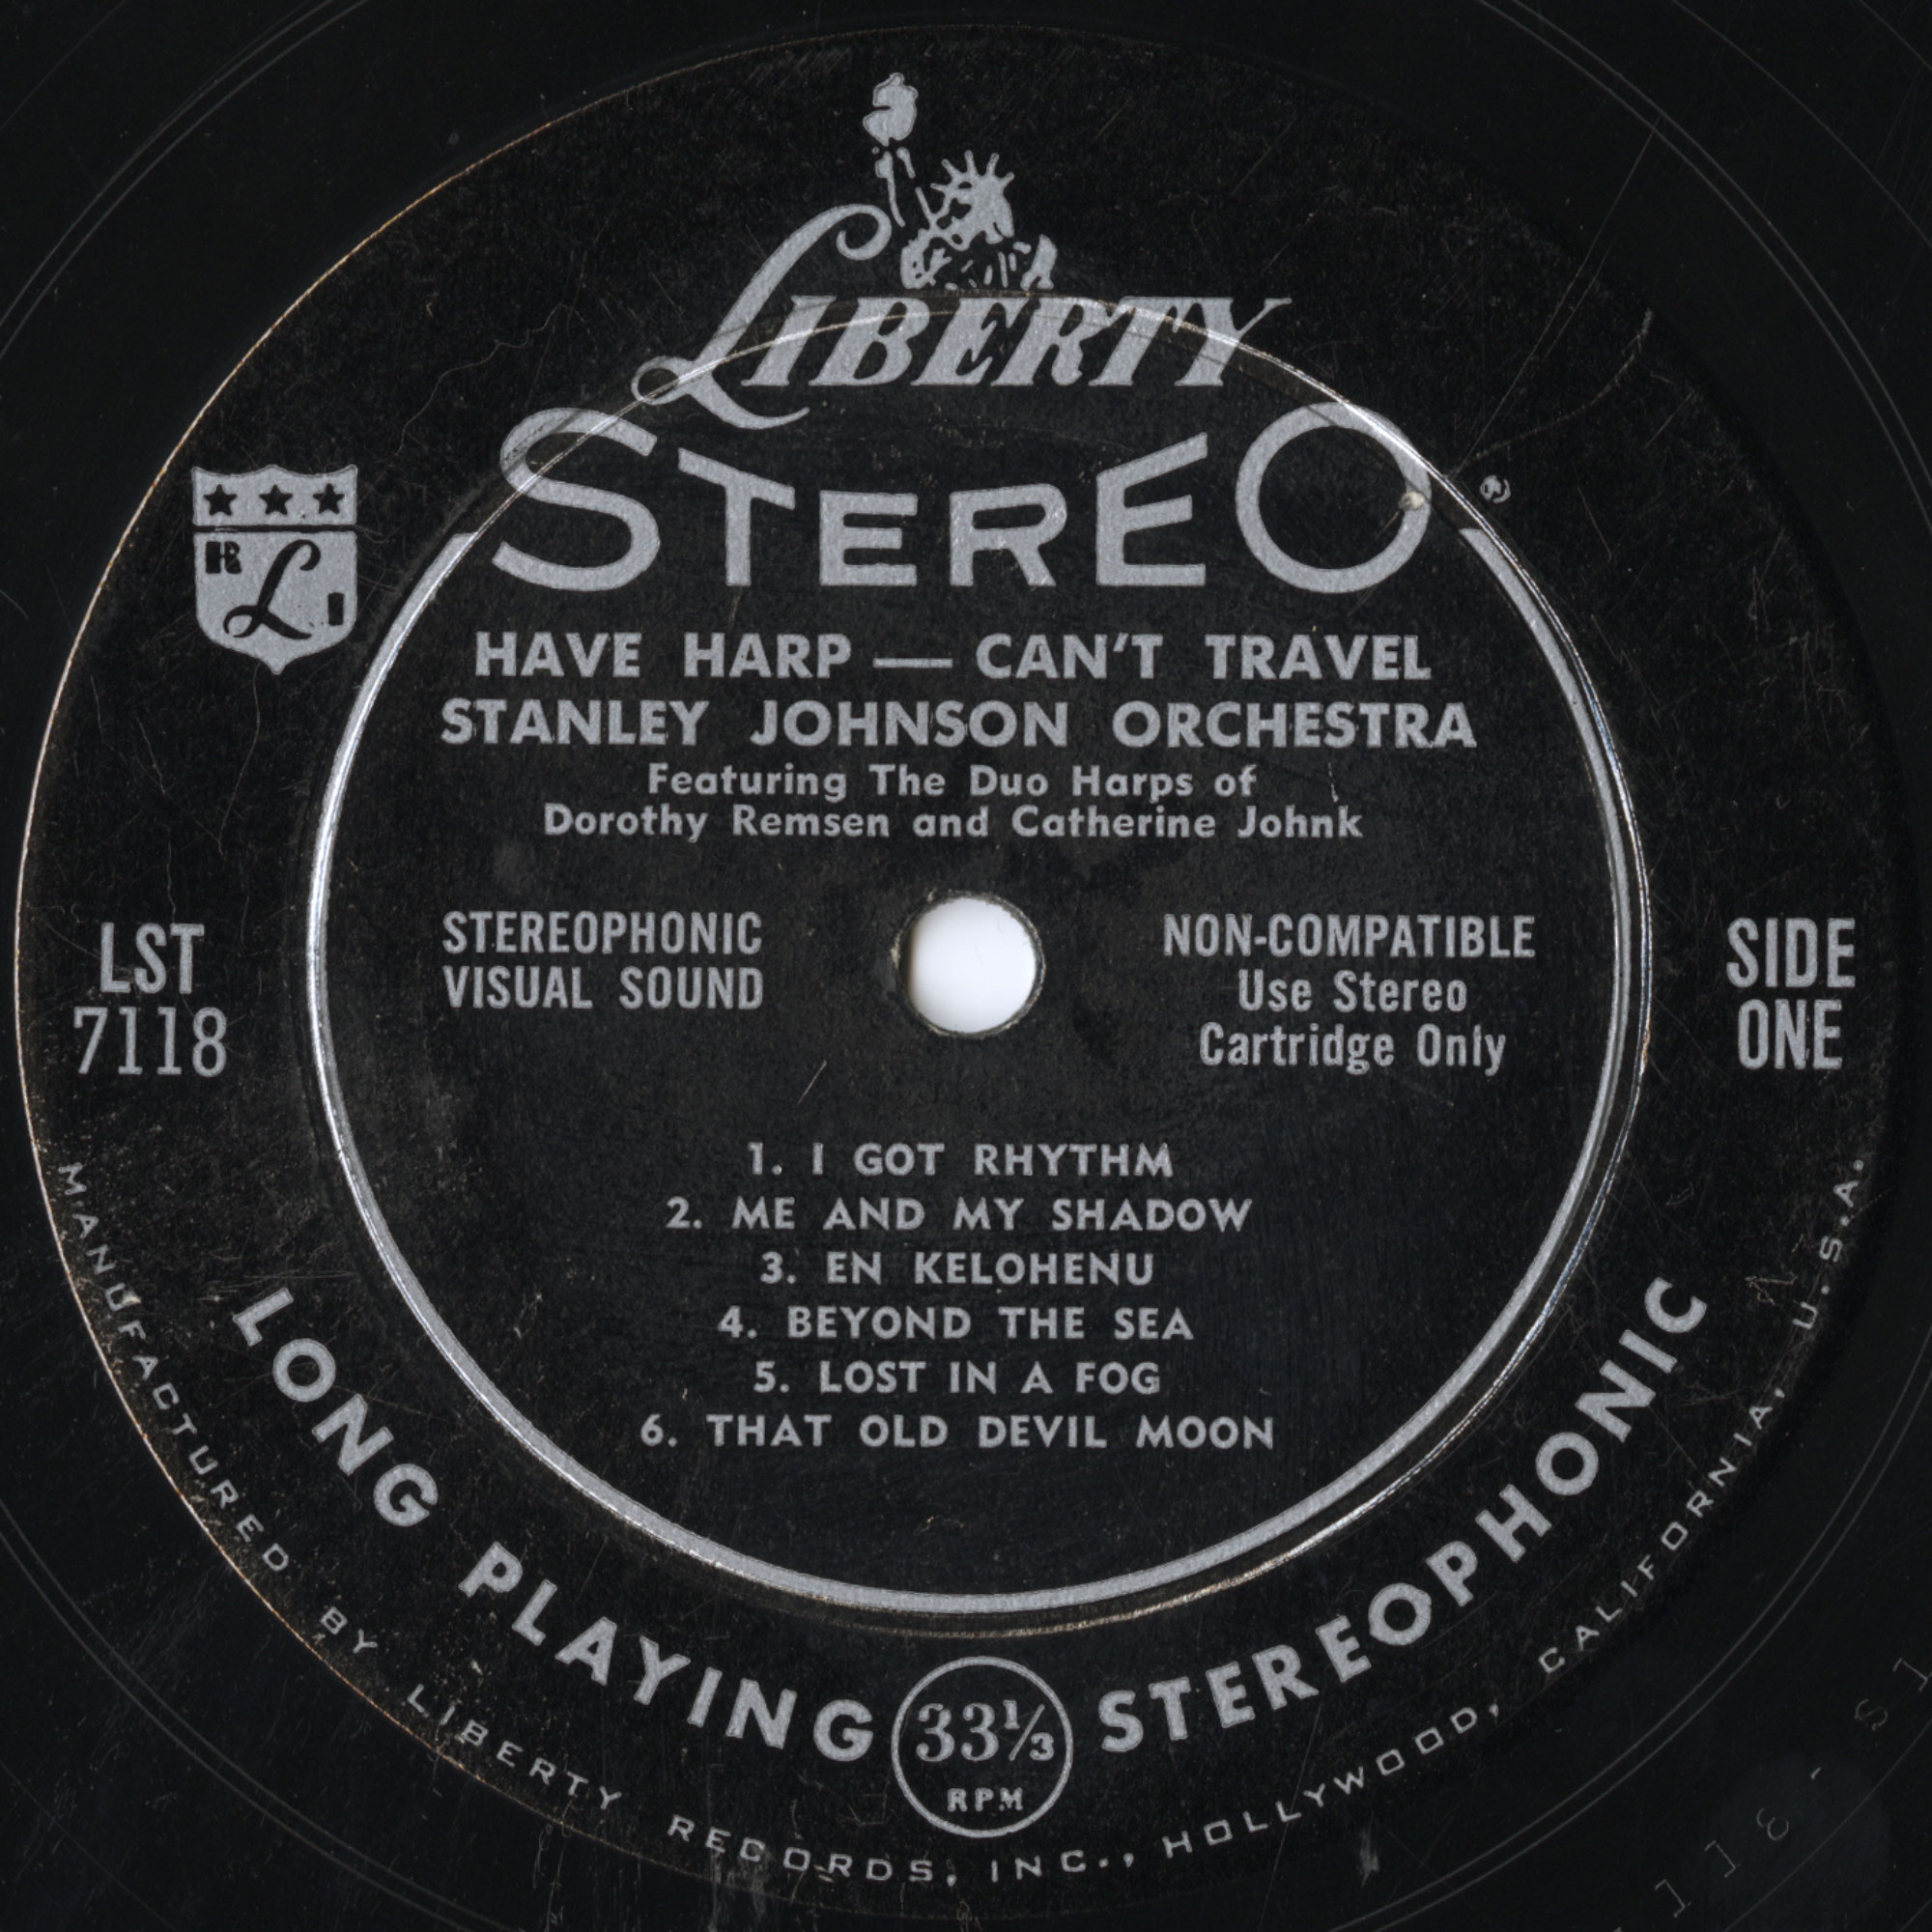 LIBERTY
STEREO
®
R
L
I
HAVE HARP — CAN'T TRAVEL
STANLEY JOHNSON ORCHESTRA
Featuring The Duo Harps of
Dorothy Remsen and Catherine Johnk
LST
7118
STEREOPHONIC
VISUAL SOUND
NON-COMPATIBLE
Use Stereo
Cartridge Only
SIDE
ONE
1. I GOT RHYTHM
2. ME AND MY SHADOW
3. EN KELOHENU
4. BEYOND THE SEA
5. LOST IN A FOG
6. THAT OLD DEVIL MOON
LONG PLAYING 33⅓ RPM STEREOPHONIC
MANUFACTURED BY LIBERTY RECORDS, INC., HOLLYWOOD, CALIFORNIA, U.S.A.